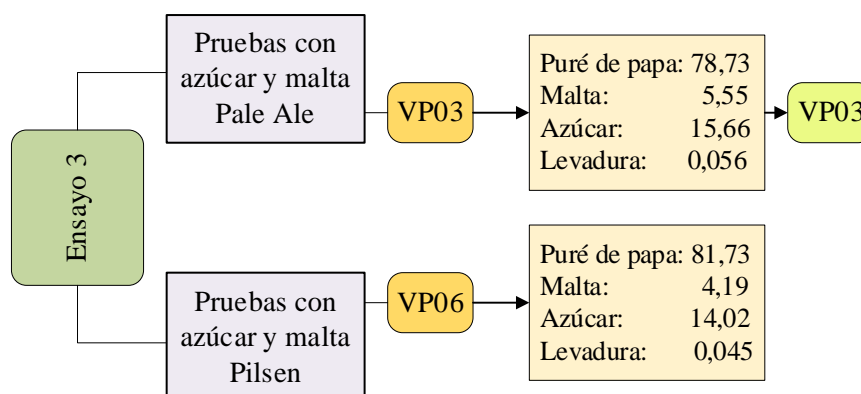 Ensayo 3
Pruebas con
azúcar y malta
Pale Ale
VP03
Puré de papa: 78,73
Malta: 5,55
Azúcar: 15,66
Levadura: 0,056
VP03
Pruebas con
azúcar y malta
Pilsen
VP06
Puré de papa: 81,73
Malta: 4,19
Azúcar: 14,02
Levadura: 0,045